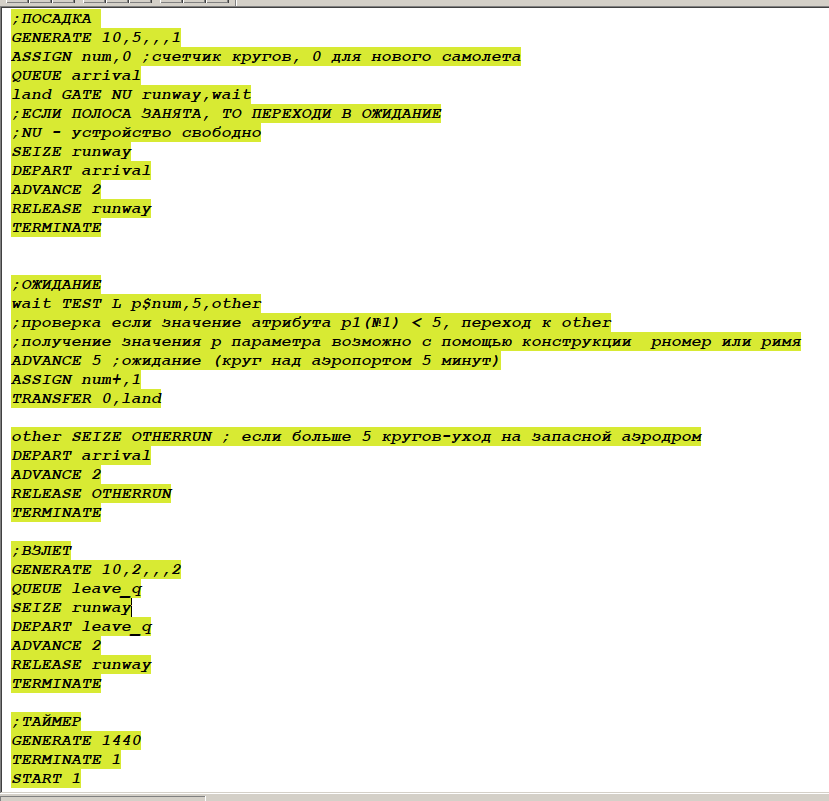 ;ПОСАДКА
GENERATE 10,5,,,1
ASSIGN num,0 ;счетчик кругов, 0 для нового самолета
QUEUE arrival
land GATE NU runway,wait
;ЕСЛИ ПОЛОСА ЗАНЯТА, ТО ПЕРЕХОДИ В ОЖИДАНИЕ
;NU - устройство свободно
SEIZE runway
DEPART arrival
ADVANCE 2
RELEASE runway
TERMINATE
;ОЖИДАНИЕ
wait TEST L p$num,5,other
;проверка если значение атрибута p1(№1) < 5, переход к other
;получение значения p параметра возможно с помощью конструкции рномер или римя
ADVANCE 5 ;ожидание (круг над аэропортом 5 минут)
ASSIGN num+,1
TRANSFER 0,land
other SEIZE OTHERRUN ; если больше 5 кругов-уход на запасной аэродром
DEPART arrival
ADVANCE 2
RELEASE OTHERRUN
TERMINATE
;ВЗЛЕТ
GENERATE 10,2,,,2
QUEUE leave_q
SEIZE runway
DEPART leave_q
ADVANCE 2
RELEASE runway
TERMINATE
;ТАЙМЕР
GENERATE 1440
TERMINATE 1
START 1